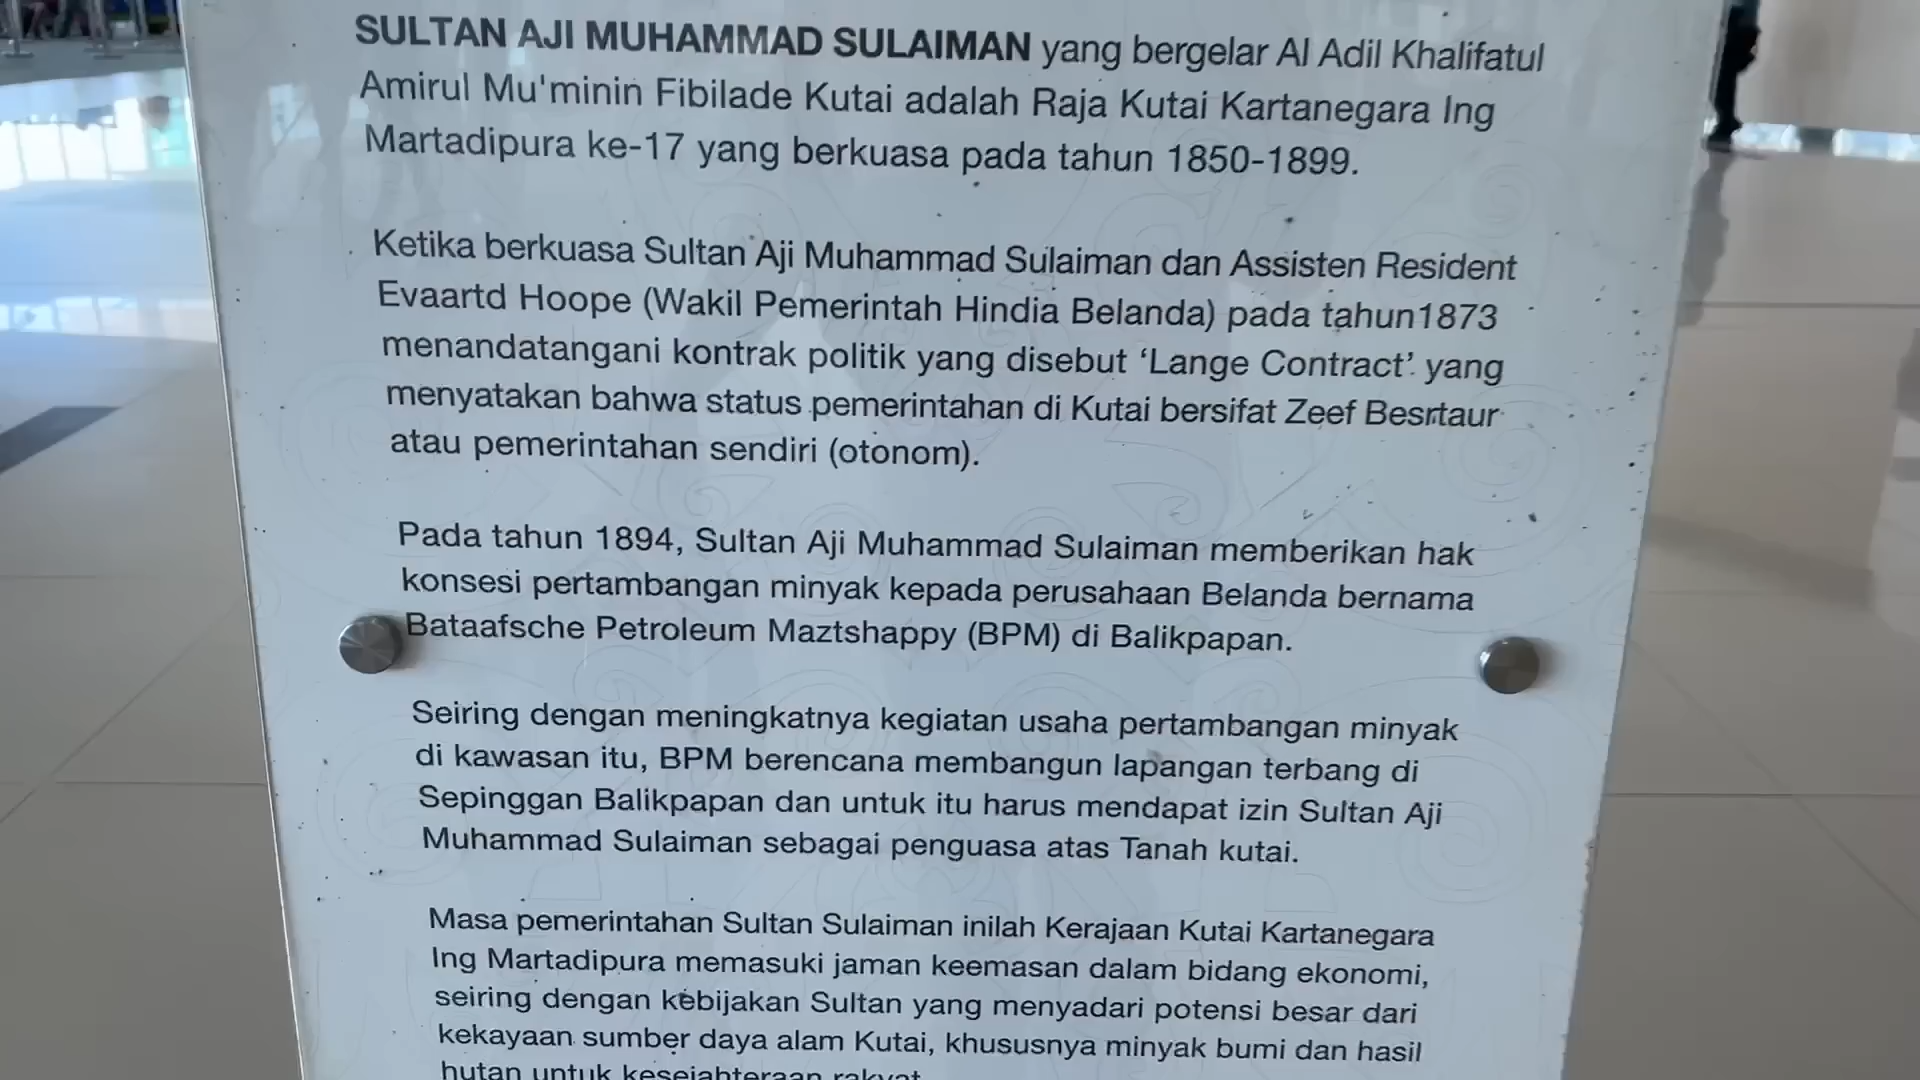 SULTAN AJI MUHAMMAD SULAIMAN yang bergelar Al Adil Khalifatul
Amirul Mu'minin Fibilade Kutai adalah Raja Kutai Kartanegara Ing
Martadipura ke-17 yang berkuasa pada tahun 1850-1899.
Ketika berkuasa Sultan Aji Muhammad Sulaiman dan Assisten Resident
Evaartd Hoope (Wakil Pemerintah Hindia Belanda) pada tahun1873
menandatangani kontrak politik yang disebut ‘Lange Contract’ yang
menyatakan bahwa status pemerintahan di Kutai bersifat Zeef Besrtaur
atau pemerintahan sendiri (otonom).
Pada tahun 1894, Sultan Aji Muhammad Sulaiman memberikan hak
konsesi pertambangan minyak kepada perusahaan Belanda bernama
Bataafsche Petroleum Maztshappy (BPM) di Balikpapan.
Seiring dengan meningkatnya kegiatan usaha pertambangan minyak
di kawasan itu, BPM berencana membangun lapangan terbang di
Sepinggan Balikpapan dan untuk itu harus mendapat izin Sultan Aji
Muhammad Sulaiman sebagai penguasa atas Tanah kutai.
Masa pemerintahan Sultan Sulaiman inilah Kerajaan Kutai Kartanegara
Ing Martadipura memasuki jaman keemasan dalam bidang ekonomi,
seiring dengan kebijakan Sultan yang menyadari potensi besar dari
kekayaan sumber daya alam Kutai, khususnya minyak bumi dan hasil
hutan untuk kesejahteraan rakyat